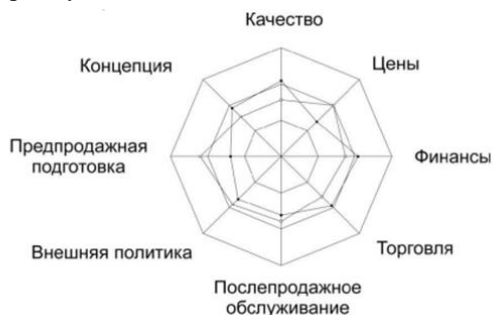 Качество
Концепция
Цены
Предпродажная
подготовка
Финансы
Внешняя политика
Торговля
Послепродажное
обслуживание